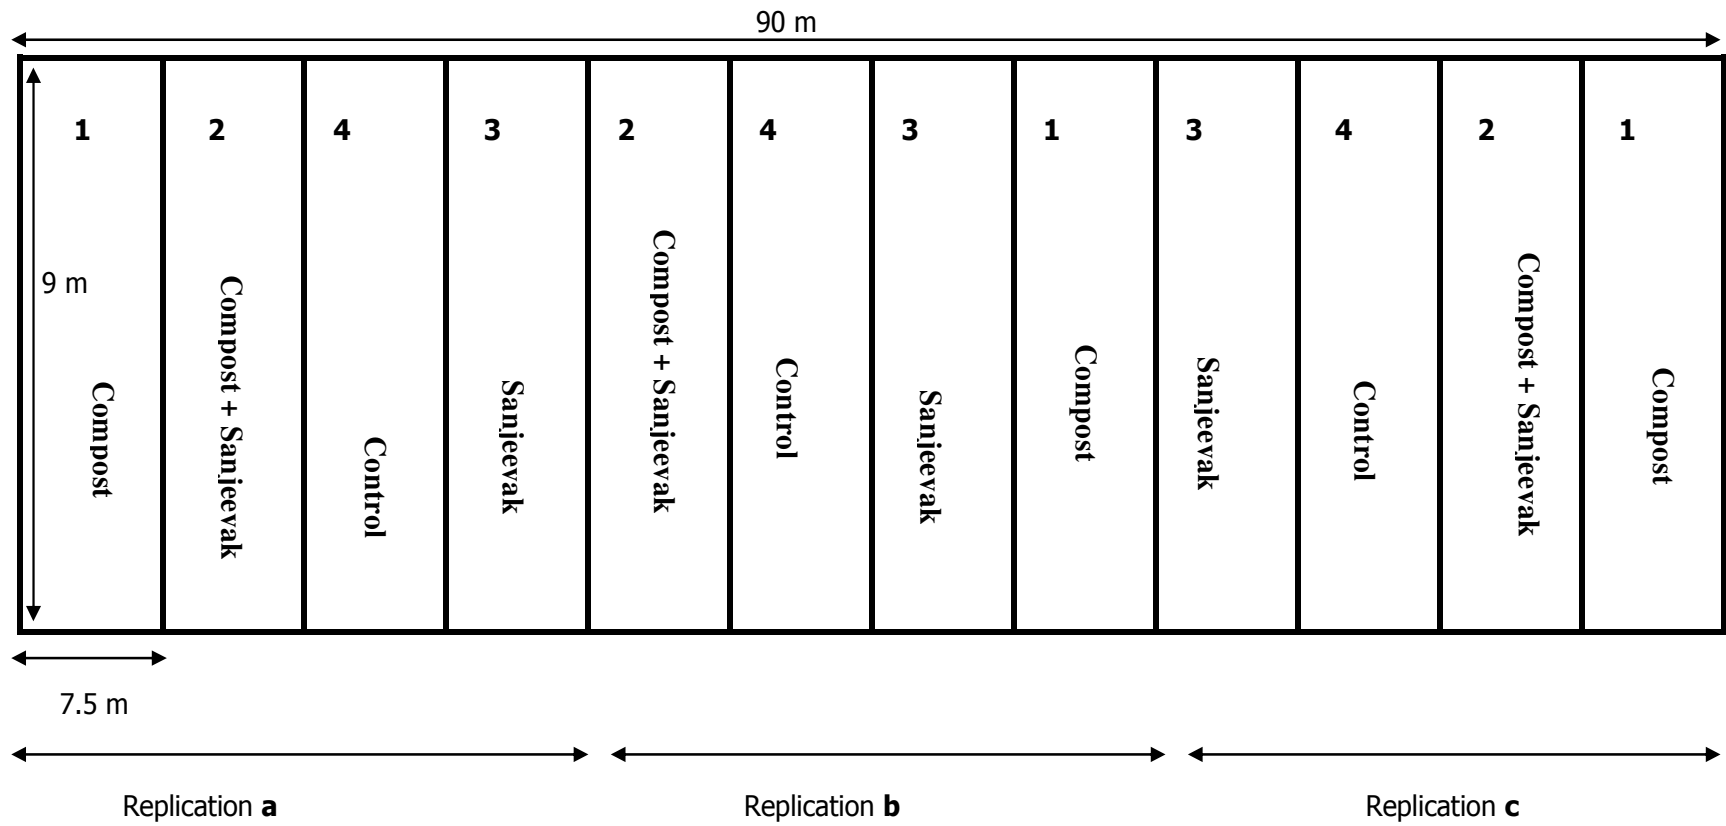 90 m
1 2 4 3 2 4 3 1 3 4 2 1
9 m
Compost
Compost + Sanjeevak
Control
Sanjeevak
Compost + Sanjeevak
Control
Sanjeevak
Compost
Sanjeevak
Control
Compost + Sanjeevak
Compost
7.5 m
Replication a
Replication b
Replication c